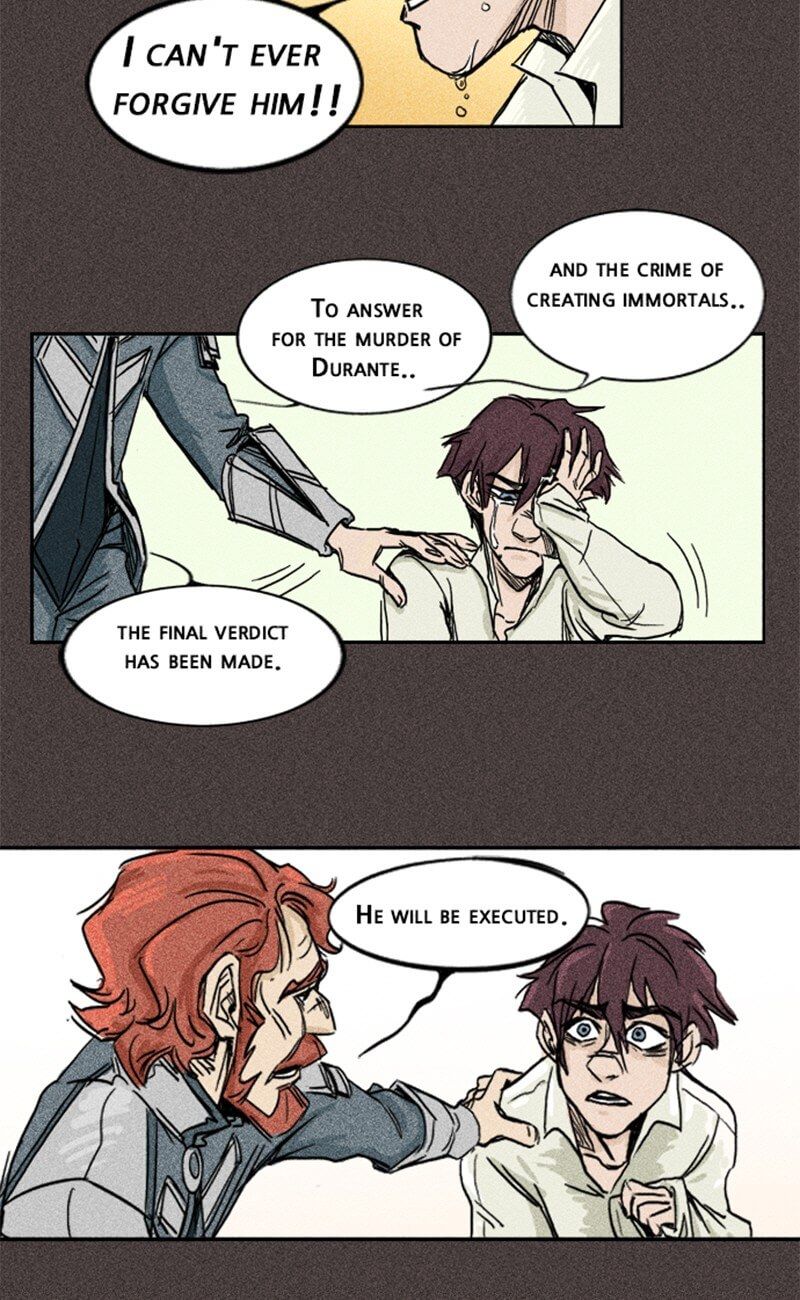 I CAN'T EVER
FORGIVE HIM!!
TO ANSWER
FOR THE MURDER OF
DURANTE..
AND THE CRIME OF
CREATING IMMORTALS..
THE FINAL VERDICT
HAS BEEN MADE.
HE WILL BE EXECUTED.